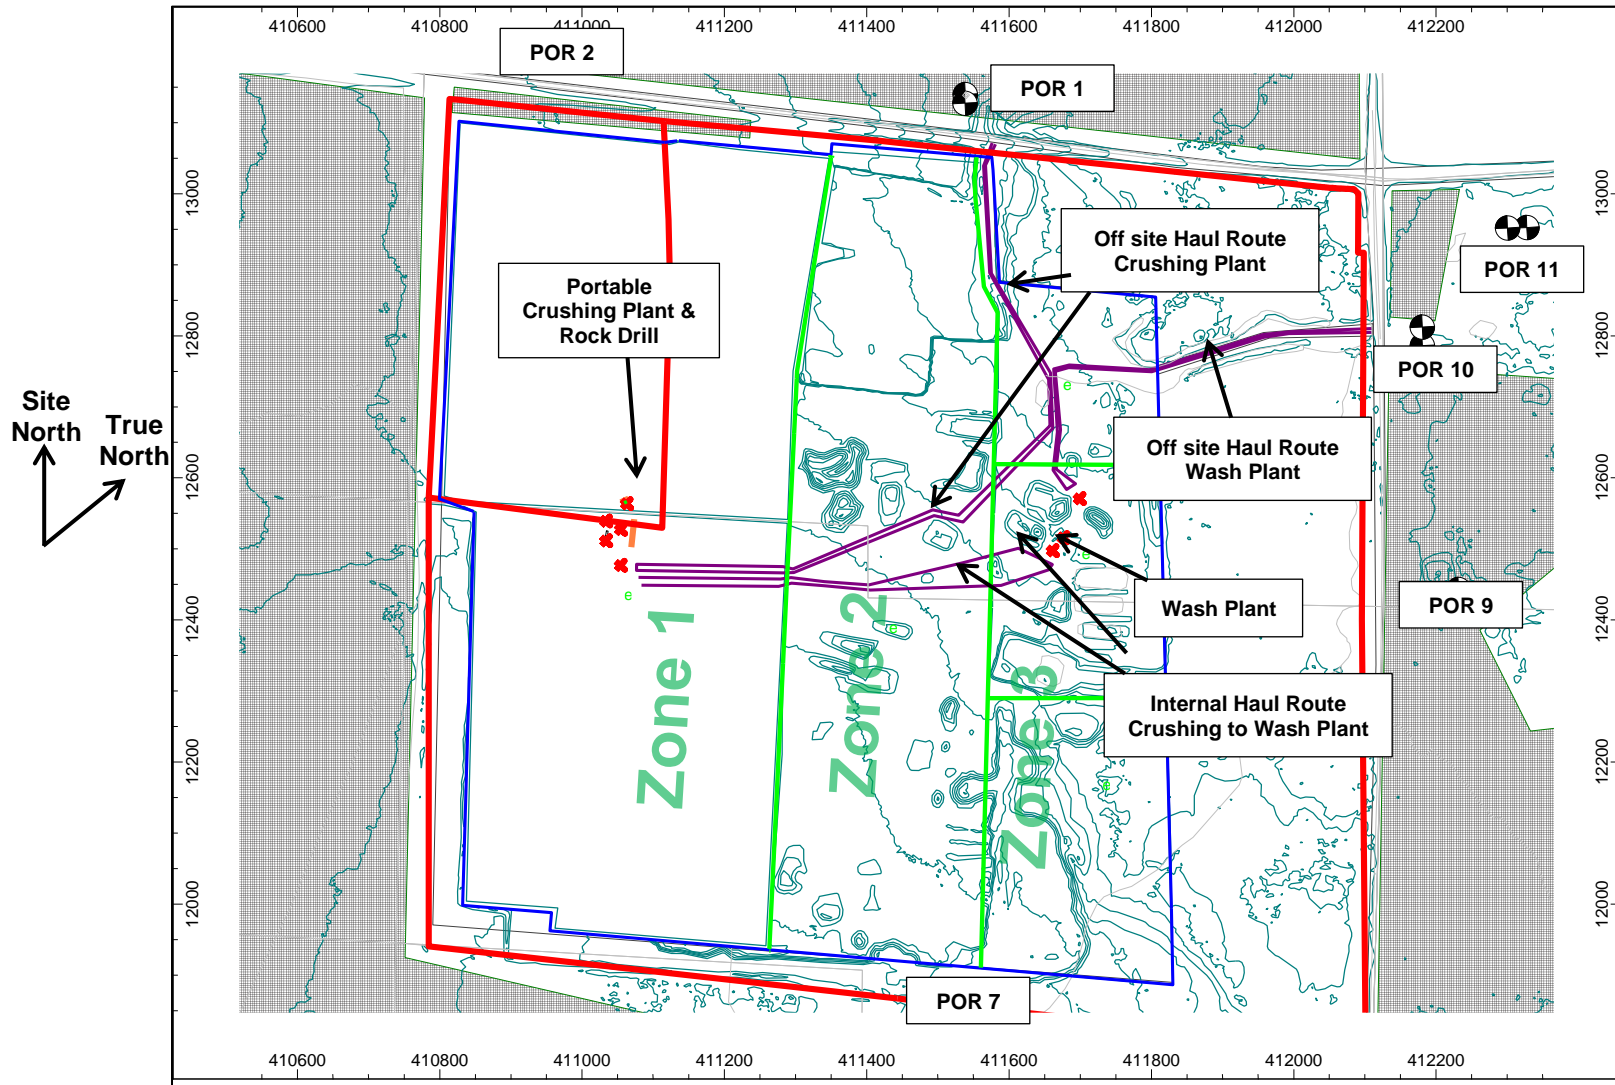 410600 410800 411000 411200 411400 411600 411800 412000 412200
POR 2
POR 1
13000
13000
Off site Haul Route
Crushing Plant
POR 11
Portable
Crushing Plant &
Rock Drill
12800
12800
POR 10
e
Site
North
True
North
Off site Haul Route
Wash Plant
12600
12600
e
e
Wash Plant
POR 9
12400
12400
e
Zone 1
Zone 2
Zone 3
Internal Haul Route
Crushing to Wash Plant
12200
12200
e
12000
12000
POR 7
410600 410800 411000 411200 411400 411600 411800 412000 412200